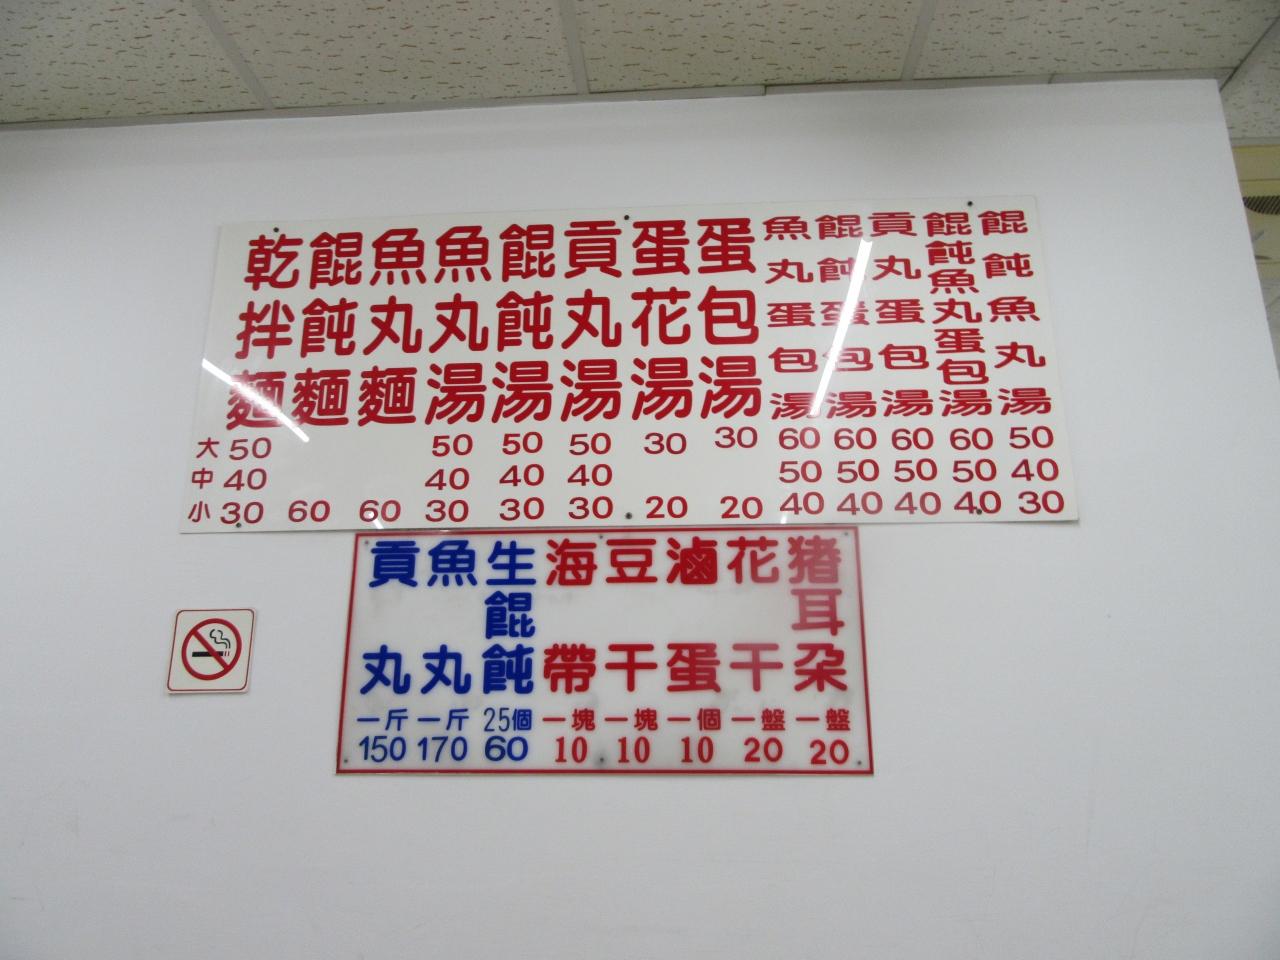 乾拌麵
餛飩麵
魚丸麵
魚丸湯
餛飩湯
貢丸湯
蛋花湯
蛋包湯
魚丸蛋包湯
餛飩蛋包湯
貢丸蛋包湯
餛飩魚丸蛋包湯
餛飩魚丸湯
大 50 50 50 50 30 30 60 60 60 60 50
中 40 40 40 40 50 50 50 50 40
小 30 60 60 30 30 30 20 20 40 40 40 40 30
貢丸 一斤 150
魚丸 一斤 170
生餛飩 25個 60
海帶 一塊 10
豆干 一塊 10
滷蛋 一個 10
花干 一盤 20
猪耳朶 一盤 20